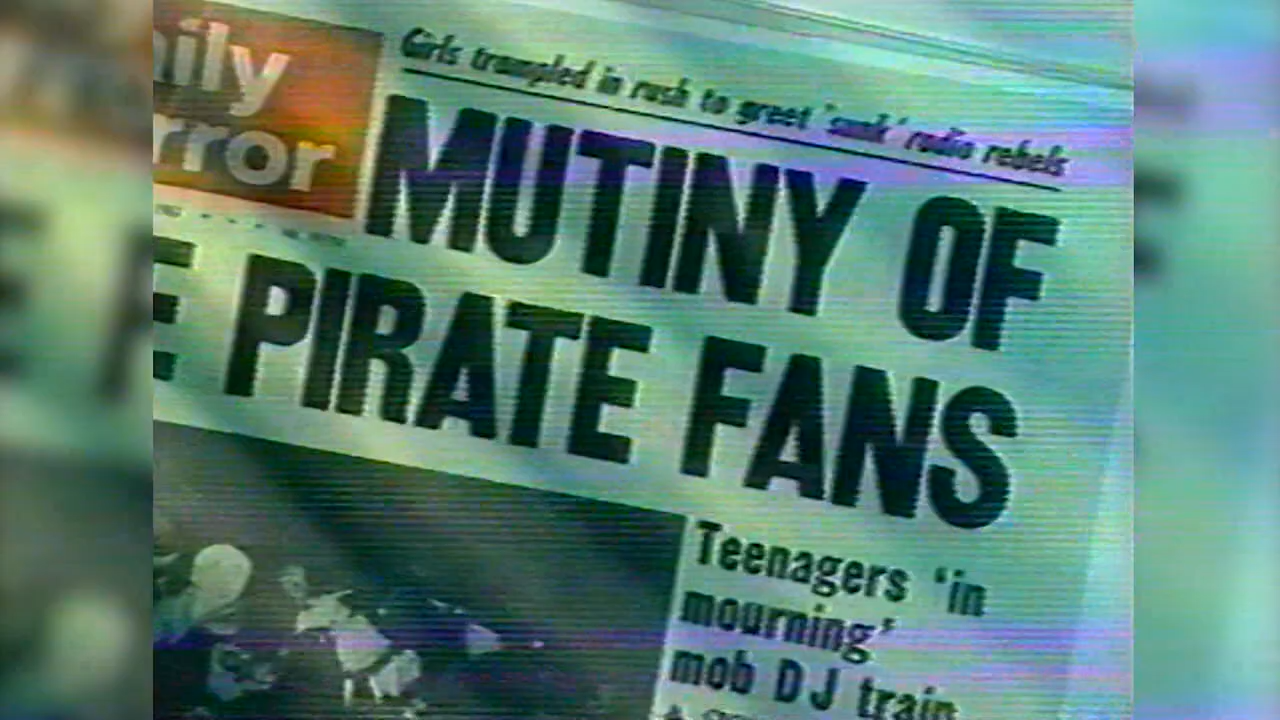 ily
rror
Girls trampled in rush to greet 'sunk' radio rebels
MUTINY OF
E PIRATE FANS
Teenagers 'in
mourning'
mob DJ train